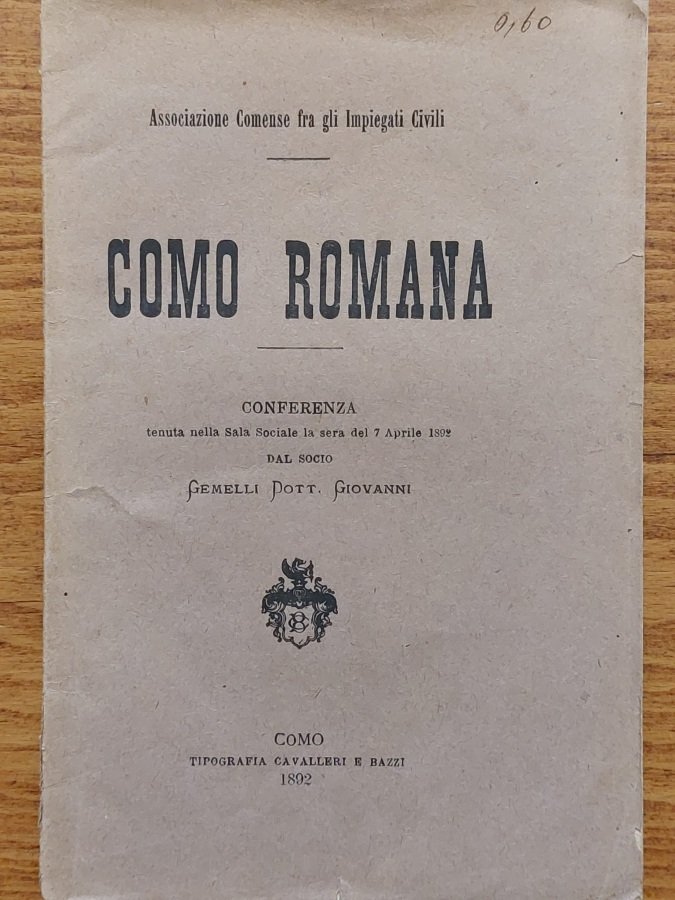 0,60
Associazione Comense fra gli Impiegati Civili
COMO ROMANA
CONFERENZA
tenuta nella Sala Sociale la sera del 7 Aprile 1892
DAL SOCIO
GEMELLI DOTT. GIOVANNI
COMO
TIPOGRAFIA CAVALLERI E BAZZI
1892